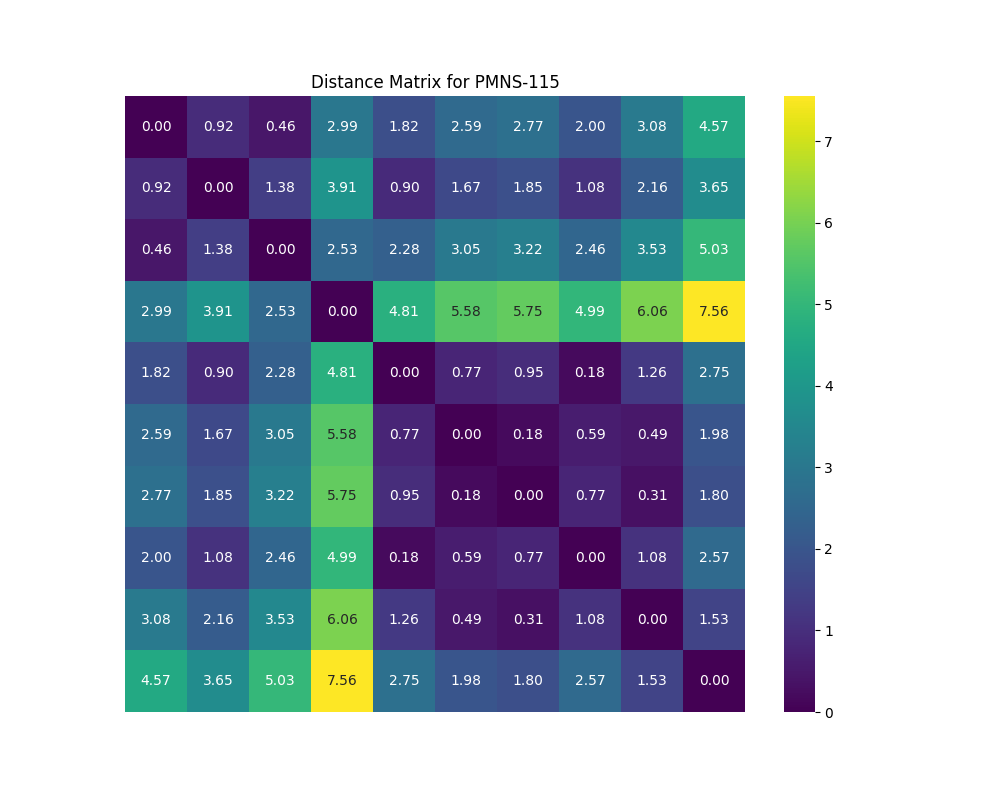 Distance Matrix for PMNS-115
0.00 0.92 0.46 2.99 1.82 2.59 2.77 2.00 3.08 4.57
0.92 0.00 1.38 3.91 0.90 1.67 1.85 1.08 2.16 3.65
0.46 1.38 0.00 2.53 2.28 3.05 3.22 2.46 3.53 5.03
2.99 3.91 2.53 0.00 4.81 5.58 5.75 4.99 6.06 7.56
1.82 0.90 2.28 4.81 0.00 0.77 0.95 0.18 1.26 2.75
2.59 1.67 3.05 5.58 0.77 0.00 0.18 0.59 0.49 1.98
2.77 1.85 3.22 5.75 0.95 0.18 0.00 0.77 0.31 1.80
2.00 1.08 2.46 4.99 0.18 0.59 0.77 0.00 1.08 2.57
3.08 2.16 3.53 6.06 1.26 0.49 0.31 1.08 0.00 1.53
4.57 3.65 5.03 7.56 2.75 1.98 1.80 2.57 1.53 0.00
7
6
5
4
3
2
1
0